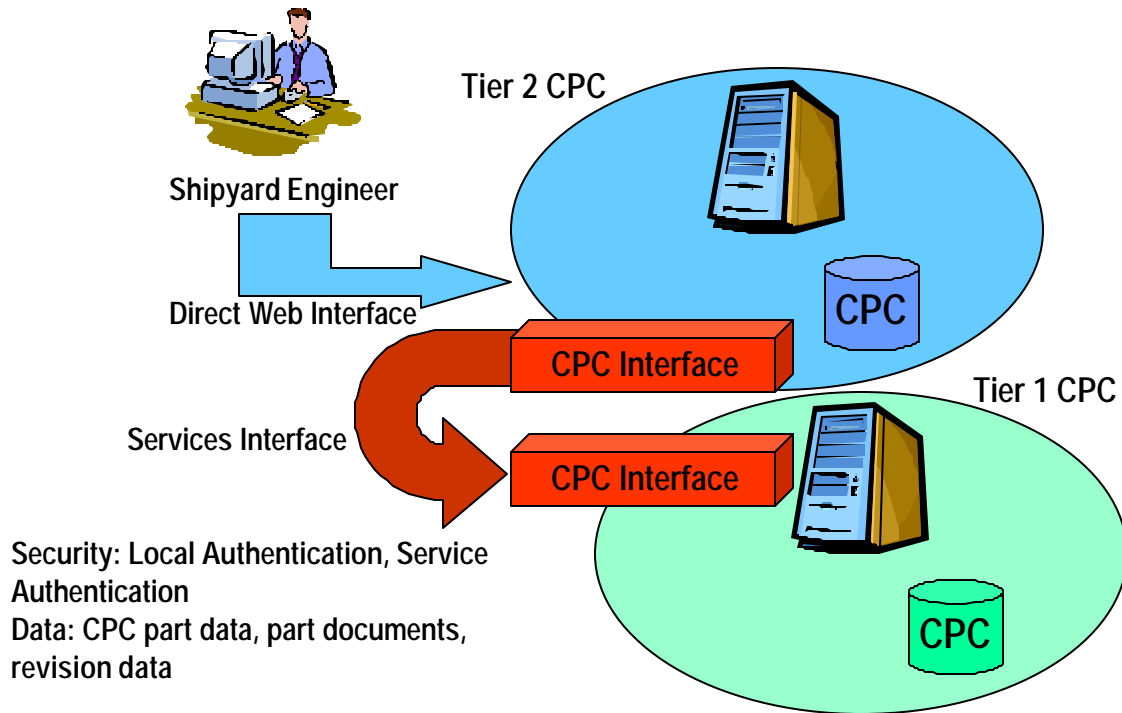 Tier 2 CPC
Shipyard Engineer
Direct Web Interface
CPC
CPC Interface
Tier 1 CPC
Services Interface
CPC Interface
Security: Local Authentication, Service
Authentication
Data: CPC part data, part documents,
revision data
CPC